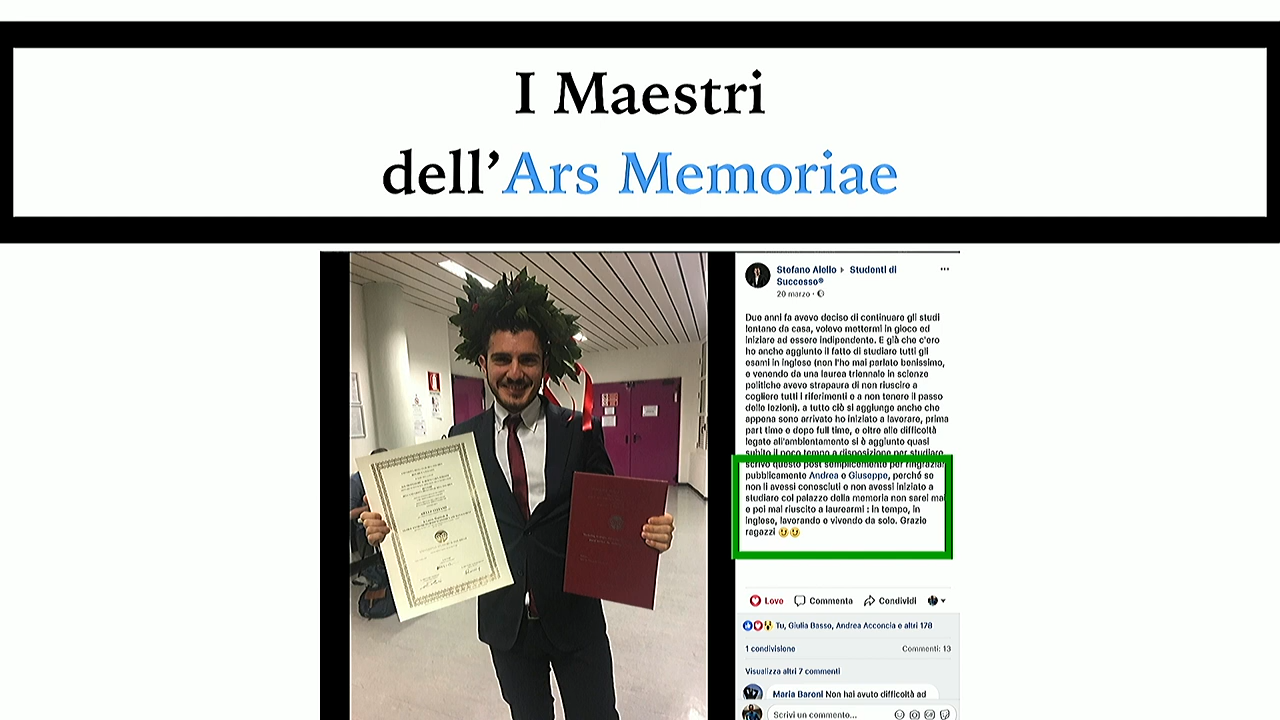 I Maestri
dell’Ars Memoriae
Stefano Aiello ▸ Studenti di
Successo®
20 marzo ·
Due anni fa avevo deciso di continuare gli studi
lontano da casa, volevo mettermi in gioco ed
iniziare ad essere indipendente. E già che c'ero
ho anche aggiunto il fatto di studiare tutti gli
esami in inglese (non l'ho mai parlato benissimo,
e venendo da una laurea triennale in scienze
politiche avevo strapaura di non riuscire a
cogliere tutti i riferimenti e a non tenere il passo
delle lezioni). a tutto ciò si aggiunge anche che
appena sono arrivato ho iniziato a lavorare, prima
part time e dopo full time, e oltre alle difficoltà
legate all'ambientamento si è aggiunto quasi
subito il poco tempo a disposizione per studiare
scrivo questo post semplicemente per ringraziar
pubblicamente Andrea e Giuseppe, perché se
non li avessi conosciuti e non avessi iniziato a
studiare col palazzo della memoria non sarei mai
e poi mai riuscito a laurearmi : in tempo, in
inglese, lavorando e vivendo da solo. Grazie
ragazzi
Love
Commenta
Condividi
Tu, Giulia Basso, Andrea Acconcia e altri 178
1 condivisione
Commenti: 13
Visualizza altri 7 commenti
Maria Baroni Non hai avuto difficoltà ad
Scrivi un commento...